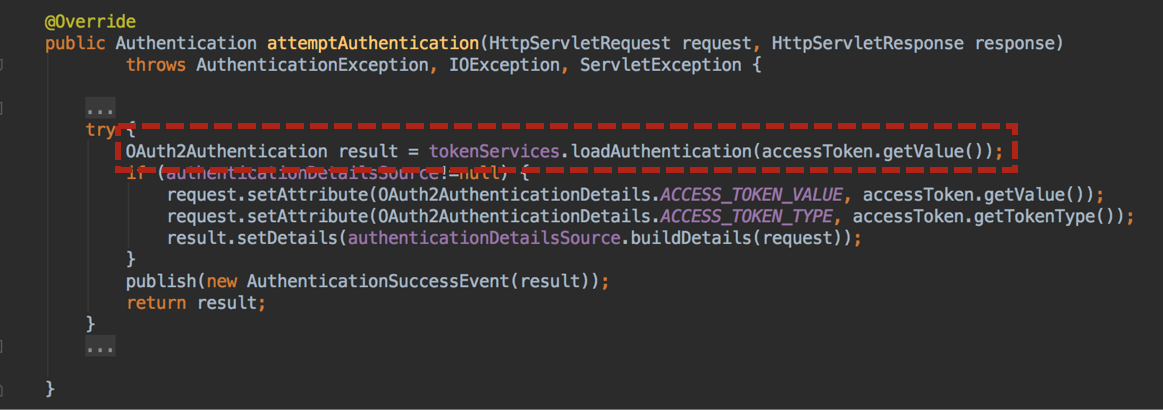 @Override
public Authentication attemptAuthentication(HttpServletRequest request, HttpServletResponse response)
throws AuthenticationException, IOException, ServletException {
...
try {
OAuth2Authentication result = tokenServices.loadAuthentication(accessToken.getValue());
if (authenticationDetailsSource!=null) {
request.setAttribute(OAuth2AuthenticationDetails.ACCESS_TOKEN_VALUE, accessToken.getValue());
request.setAttribute(OAuth2AuthenticationDetails.ACCESS_TOKEN_TYPE, accessToken.getTokenType());
result.setDetails(authenticationDetailsSource.buildDetails(request));
}
publish(new AuthenticationSuccessEvent(result));
return result;
}
...
}